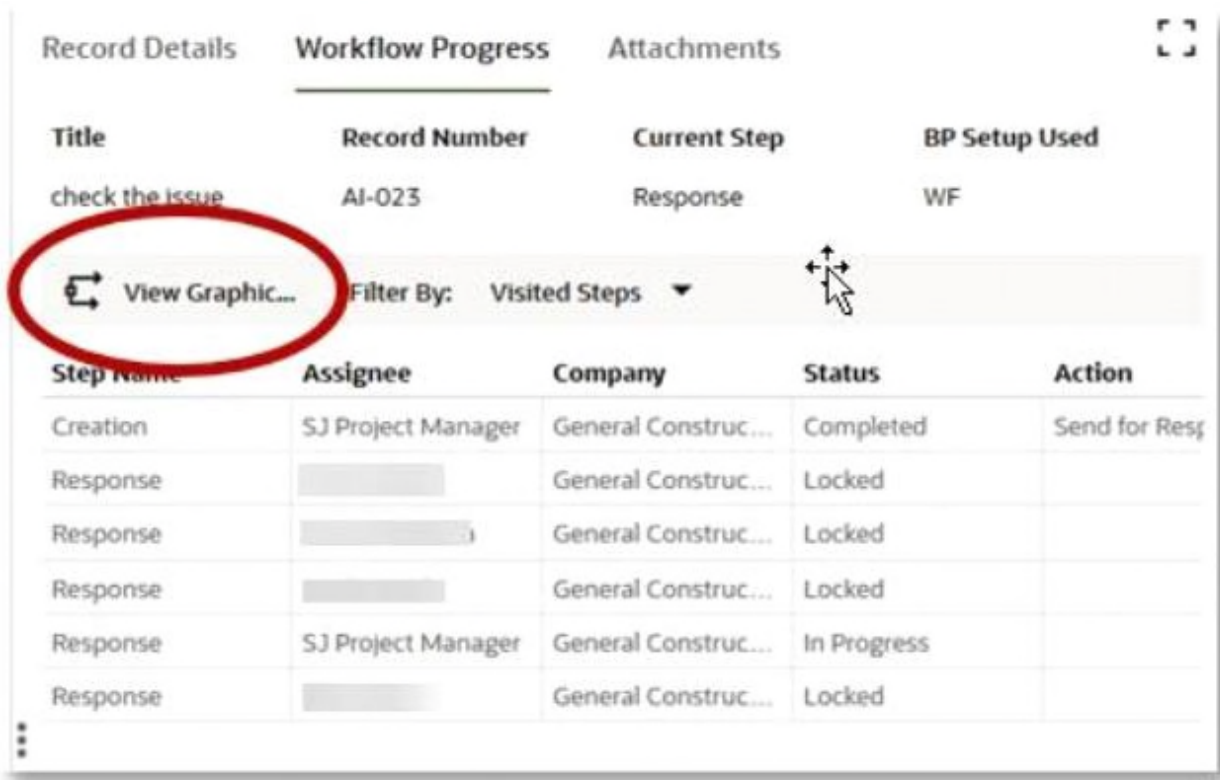 Record Details Workflow Progress Attachments
Title Record Number Current Step BP Setup Used
check the issue AI-023 Response WF
View Graphic... Filter By: Visited Steps
Step Name Assignee Company Status Action
Creation SJ Project Manager General Construc... Completed Send for Resp
Response General Construc... Locked
Response General Construc... Locked
Response General Construc... Locked
Response SJ Project Manager General Construc... In Progress
Response General Construc... Locked